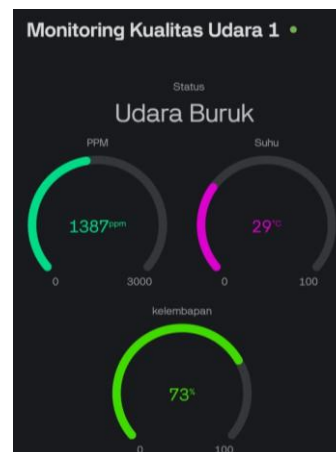 Monitoring Kualitas Udara 1
Status
Udara Buruk
PPM
Suhu
1387ppm
29°C
0
3000
0
100
kelembapan
73%
0
100